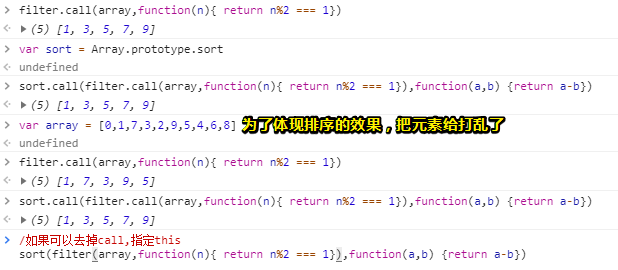 filter.call(array,function(n){ return n%2 === 1})
(5) [1, 3, 5, 7, 9]
var sort = Array.prototype.sort
undefined
sort.call(filter.call(array,function(n){ return n%2 === 1}),function(a,b) {return a-b})
(5) [1, 3, 5, 7, 9]
var array = [0,1,7,3,2,9,5,4,6,8] 为了体现排序的效果，把元素给打乱了
undefined
filter.call(array,function(n){ return n%2 === 1})
(5) [1, 7, 3, 9, 5]
sort.call(filter.call(array,function(n){ return n%2 === 1}),function(a,b) {return a-b})
(5) [1, 3, 5, 7, 9]
/如果可以去掉call,指定this
sort(filter(array,function(n){ return n%2 === 1}),function(a,b) {return a-b})